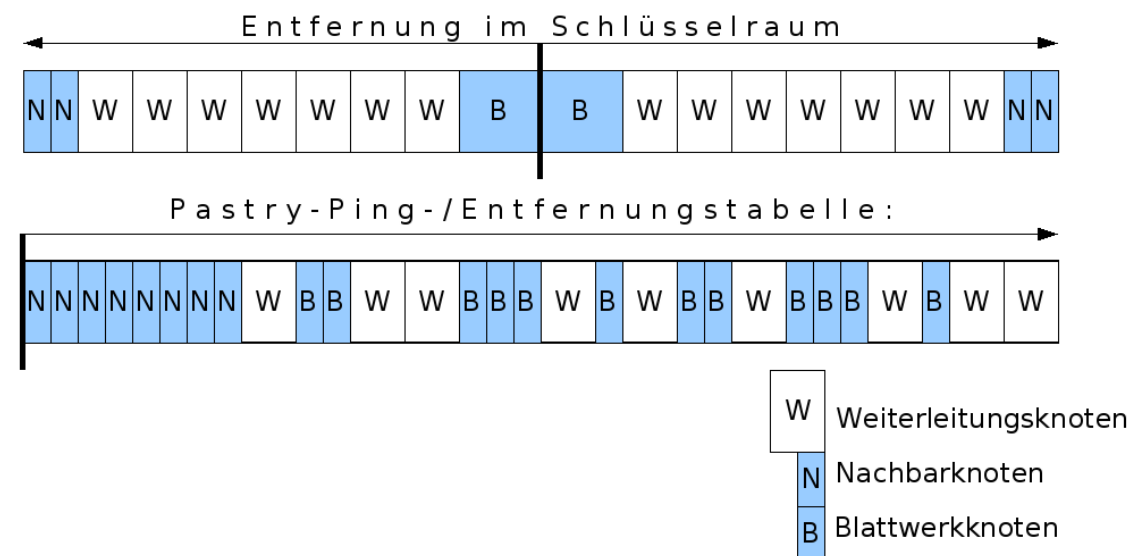 Entfernung im Schlüsselraum
N N W W W W W W W B B W W W W W W W N N
Pastry-Ping-/Entfernungstabelle:
N N N N N N N N W B B W W B B B W B W B B W B B B W B W W
W Weiterleitungsknoten
N Nachbarknoten
B Blattwerkknoten